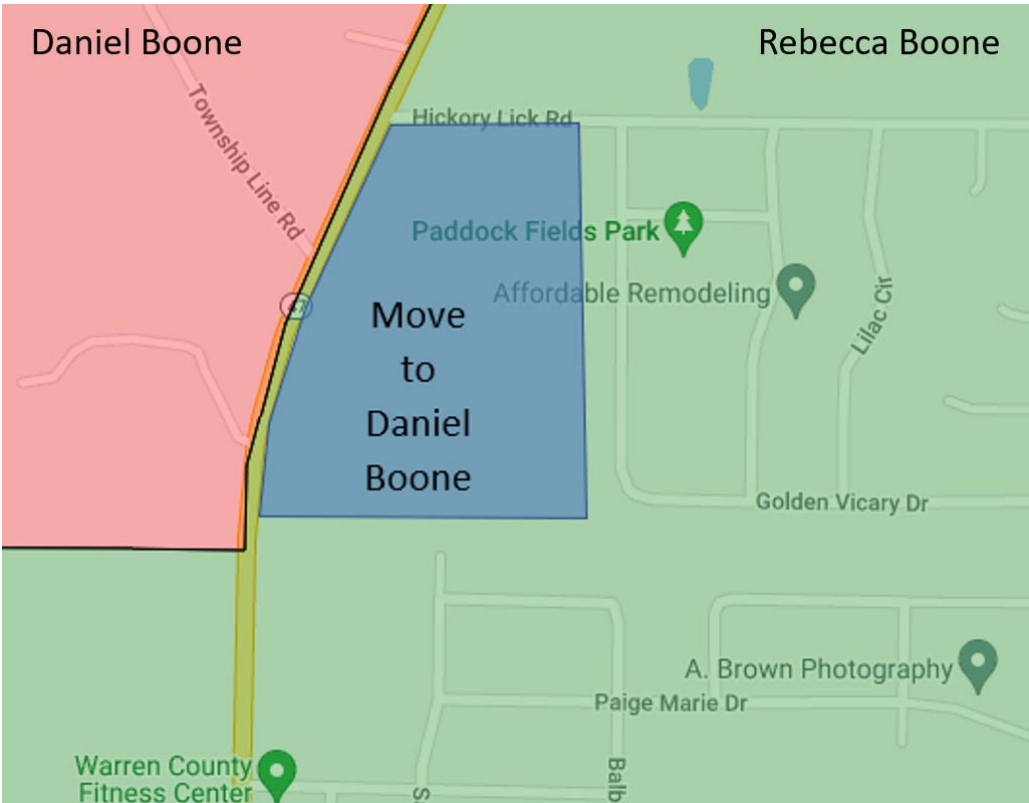 Daniel Boone
Rebecca Boone
Township Line Rd
Hickory Lick Rd
Paddock Fields Park
Affordable Remodeling
Lilac Cir
Move
to
Daniel
Boone
Golden Vicary Dr
A. Brown Photography
Paige Marie Dr
Warren County
Fitness Center
Balb